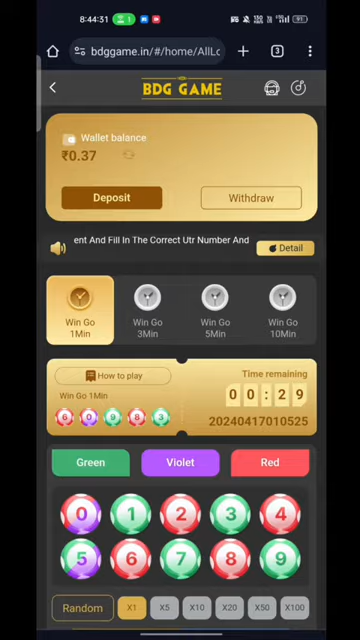 8:44:31
1
91
bdggame.in/#/home/AllLo
3
BDG GAME
Wallet balance
₹0.37
Deposit
Withdraw
ent And Fill In The Correct Utr Number And
Detail
Win Go
1Min
Win Go
3Min
Win Go
5Min
Win Go
10Min
How to play
Time remaining
Win Go 1Min
0 0 : 2 9
6 0 9 8 3
20240417010525
Green
Violet
Red
0 1 2 3 4
5 6 7 8 9
Random
X1
X5
X10
X20
X50
X100